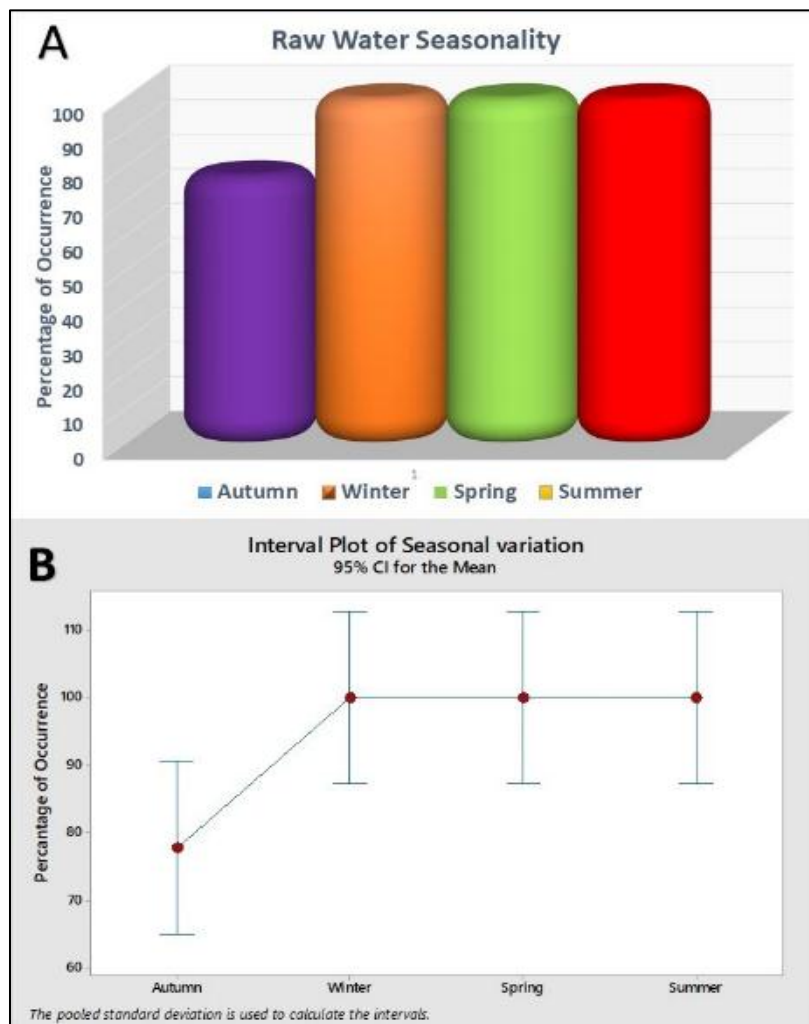 A
Raw Water Seasonality
Percentage of Occurrence
100
90
80
70
60
50
40
30
20
10
0
Autumn Winter Spring Summer
B
Interval Plot of Seasonal variation
95% CI for the Mean
Percantage of Occurrence
110
100
90
80
70
60
Autumn Winter Spring Summer
The pooled standard deviation is used to calculate the intervals.